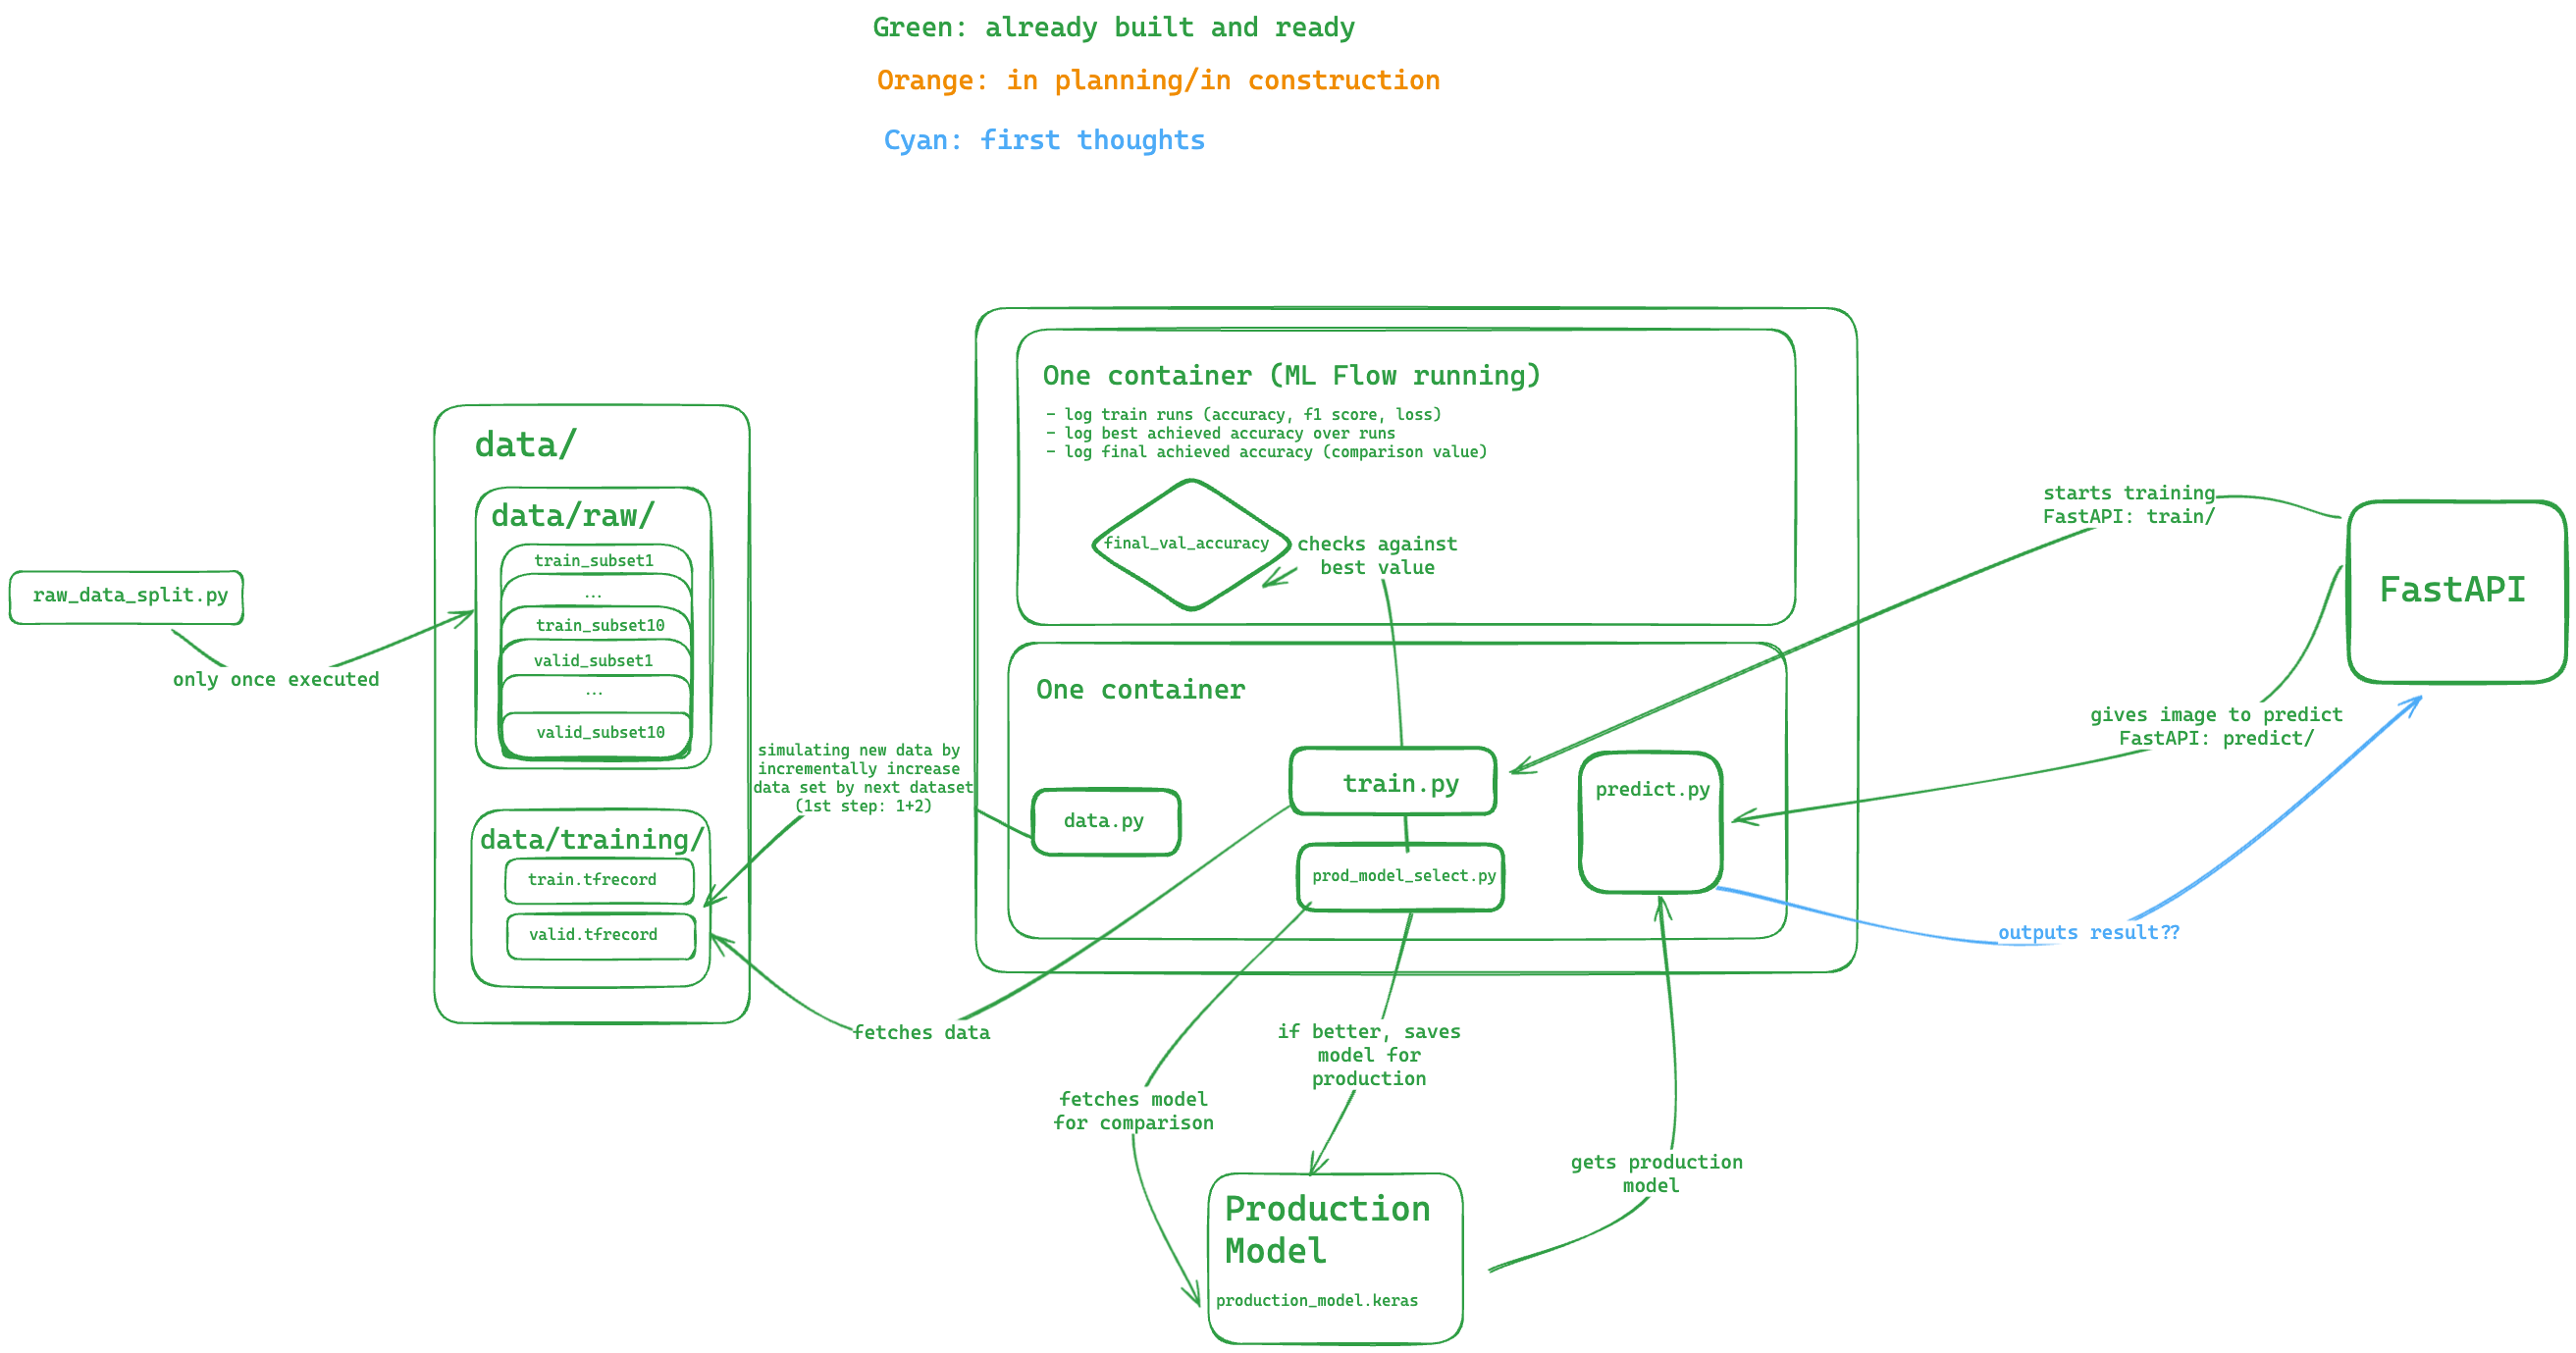 Green: already built and ready
Orange: in planning/in construction
Cyan: first thoughts
raw_data_split.py
only once executed
data/
data/raw/
train_subset1
...
train_subset10
valid_subset1
...
valid_subset10
data/training/
train.tfrecord
valid.tfrecord
simulating new data by
incrementally increase
data set by next dataset
(1st step: 1+2)
fetches data
One container (ML Flow running)
- log train runs (accuracy, f1 score, loss)
- log best achieved accuracy over runs
- log final achieved accuracy (comparison value)
final_val_accuracy
checks against
best value
One container
data.py
train.py
prod_model_select.py
predict.py
fetches model
for comparison
if better, saves
model for
production
gets production
model
Production
Model
production_model.keras
starts training
FastAPI: train/
FastAPI
gives image to predict
FastAPI: predict/
outputs result??